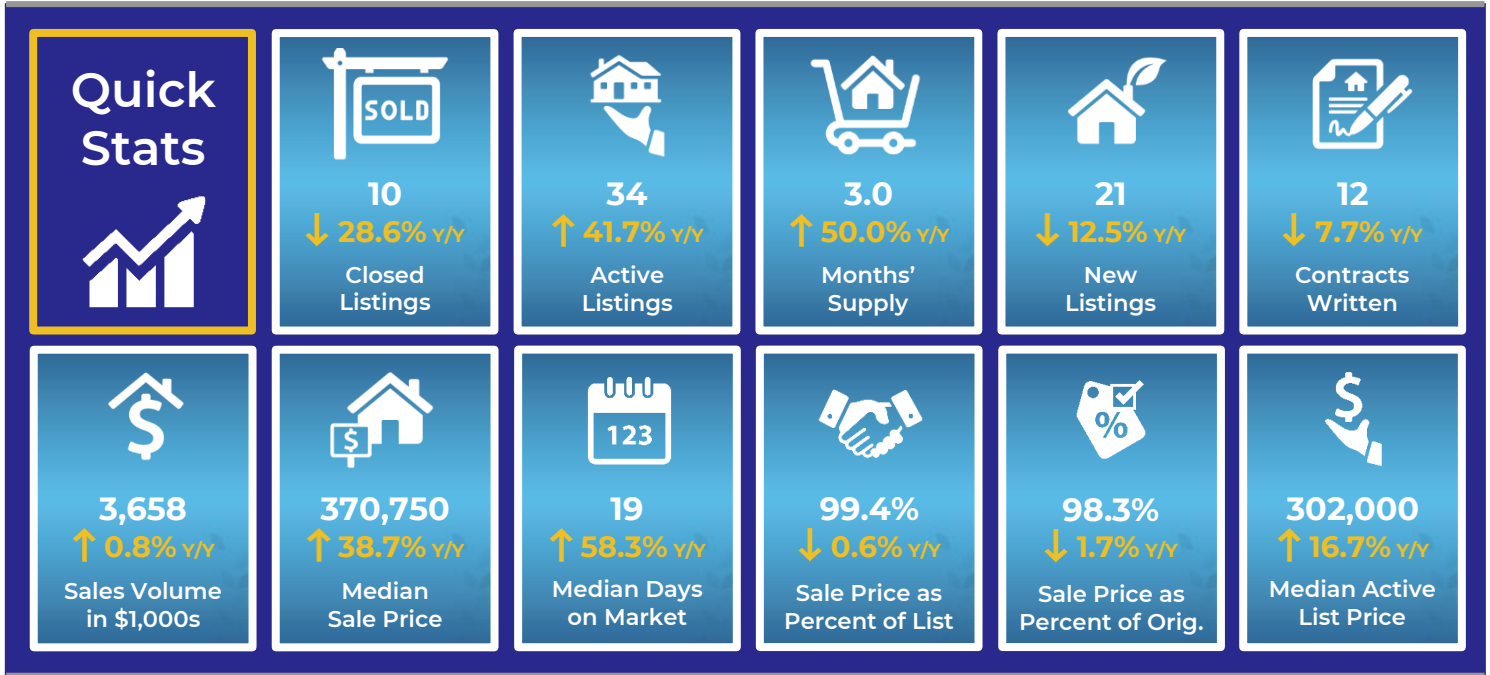 Quick
Stats
SOLD
10
↓ 28.6% Y/Y
Closed
Listings
34
↑ 41.7% Y/Y
Active
Listings
3.0
↑ 50.0% Y/Y
Months’
Supply
21
↓ 12.5% Y/Y
New
Listings
12
↓ 7.7% Y/Y
Contracts
Written
$
3,658
↑ 0.8% Y/Y
Sales Volume
in $1,000s
$
370,750
↑ 38.7% Y/Y
Median
Sale Price
123
19
↑ 58.3% Y/Y
Median Days
on Market
99.4%
↓ 0.6% Y/Y
Sale Price as
Percent of List
%
98.3%
↓ 1.7% Y/Y
Sale Price as
Percent of Orig.
$
302,000
↑ 16.7% Y/Y
Median Active
List Price